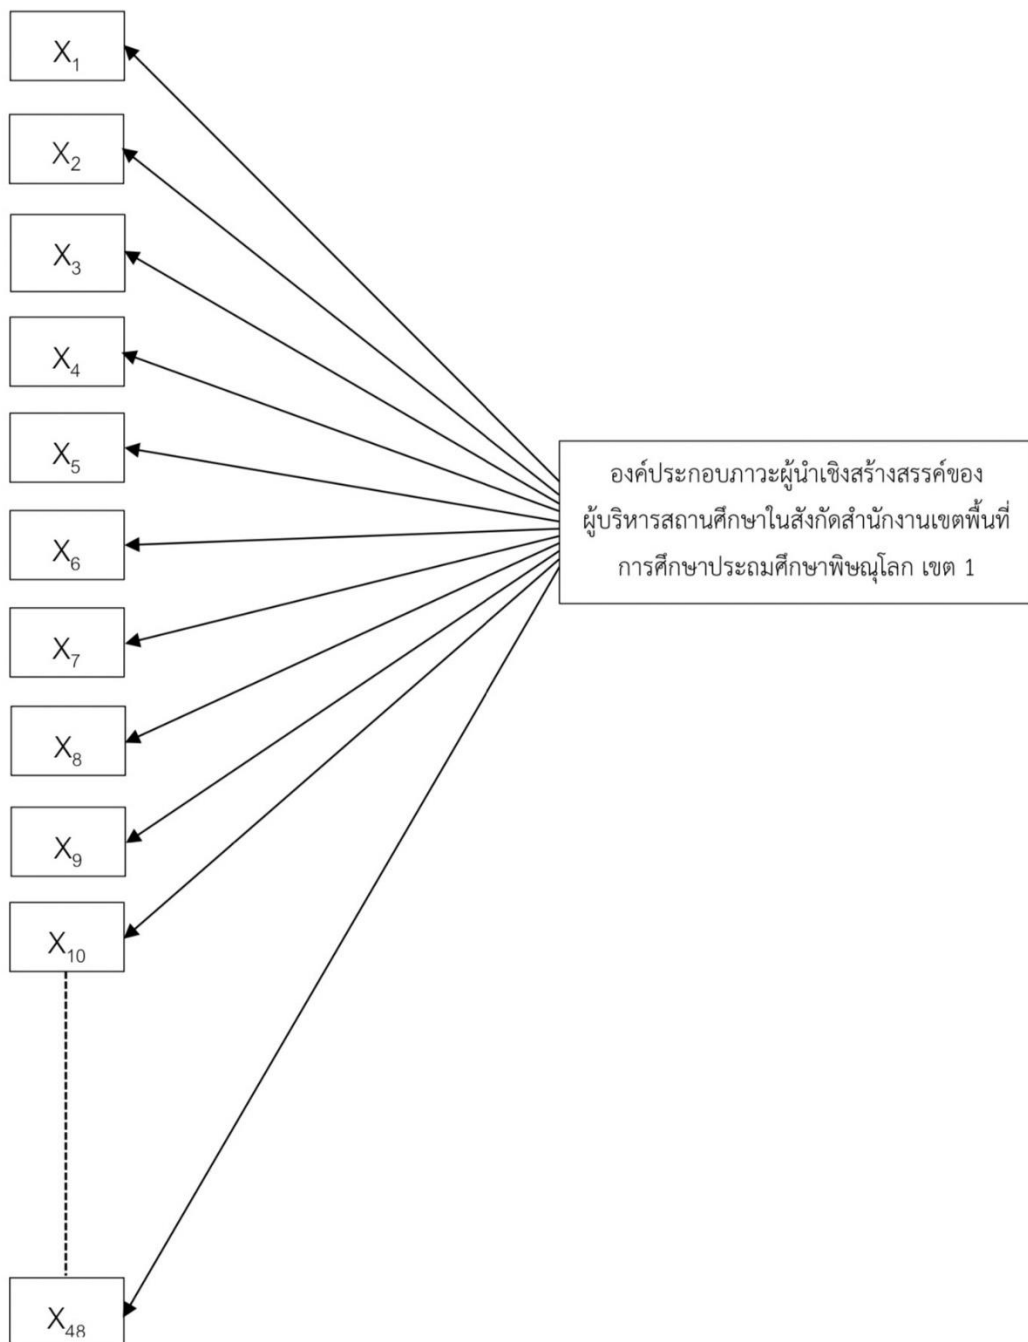 X₁
X₂
X₃
X₄
X₅
X₆
X₇
X₈
X₉
X₁₀
X₄₈
องค์ประกอบภาวะผู้นำเชิงสร้างสรรค์ของ
ผู้บริหารสถานศึกษาในสังกัดสำนักงานเขตพื้นที่
การศึกษาประถมศึกษาพิษณุโลก เขต 1